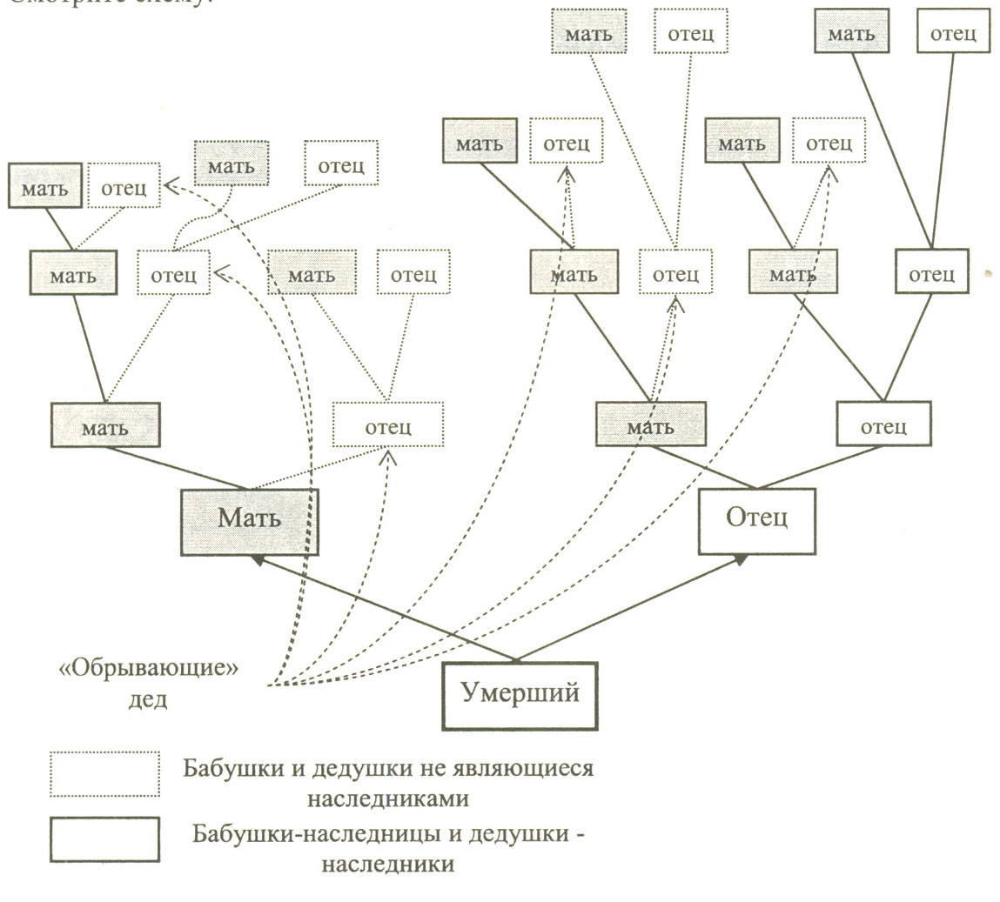 Смотрите схему:
мать отец мать отец
мать отец мать отец
мать отец мать отец
мать отец мать отец мать отец мать отец
мать отец мать отец
Мать Отец
«Обрывающие»
дед
Умерший
Бабушки и дедушки не являющиеся
наследниками
Бабушки-наследницы и дедушки -
наследники